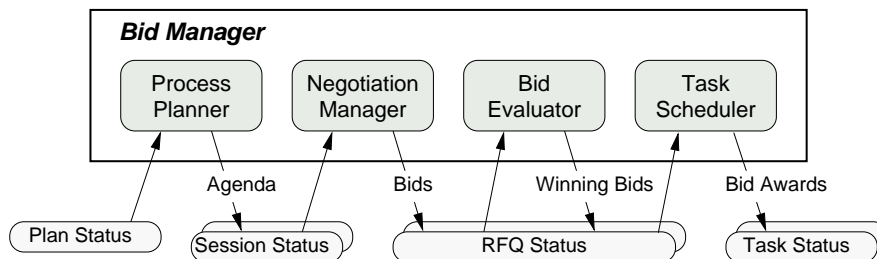 Bid Manager
Process
Planner
Negotiation
Manager
Bid
Evaluator
Task
Scheduler
Agenda
Bids
Winning Bids
Bid Awards
Plan Status
Session Status
RFQ Status
Task Status